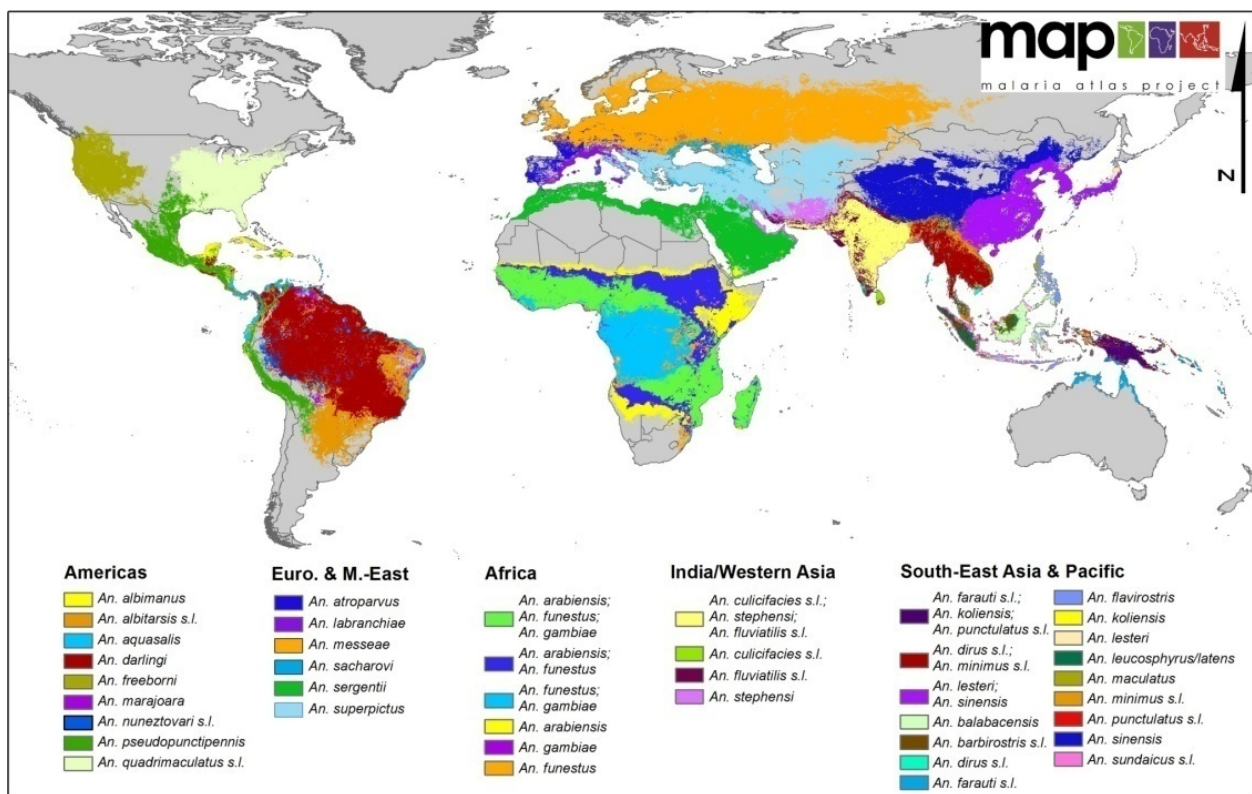 map
malaria atlas project
N
Americas
An. albimanus
An. albitarsis s.l.
An. aquasalis
An. darlingi
An. freeborni
An. marajoara
An. nuneztovari s.l.
An. pseudopunctipennis
An. quadrimaculatus s.l.
Euro. & M.-East
An. atroparvus
An. labranchiae
An. messeae
An. sacharovi
An. sergentii
An. superpictus
Africa
An. arabiensis;
An. funestus;
An. gambiae
An. arabiensis;
An. funestus
An. funestus;
An. gambiae
An. arabiensis
An. gambiae
An. funestus
India/Western Asia
An. culicifacies s.l.;
An. stephensi;
An. fluviatilis s.l.
An. culicifacies s.l.
An. fluviatilis s.l.
An. stephensi
South-East Asia & Pacific
An. farauti s.l.;
An. koliensis;
An. punctulatus s.l.
An. dirus s.l.;
An. minimus s.l.
An. lesteri;
An. sinensis
An. balabacensis
An. barbirostris s.l.
An. dirus s.l.
An. farauti s.l.
An. flavirostris
An. koliensis
An. lesteri
An. leucosphyrus/latens
An. maculatus
An. minimus s.l.
An. punctulatus s.l.
An. sinensis
An. sundaicus s.l.